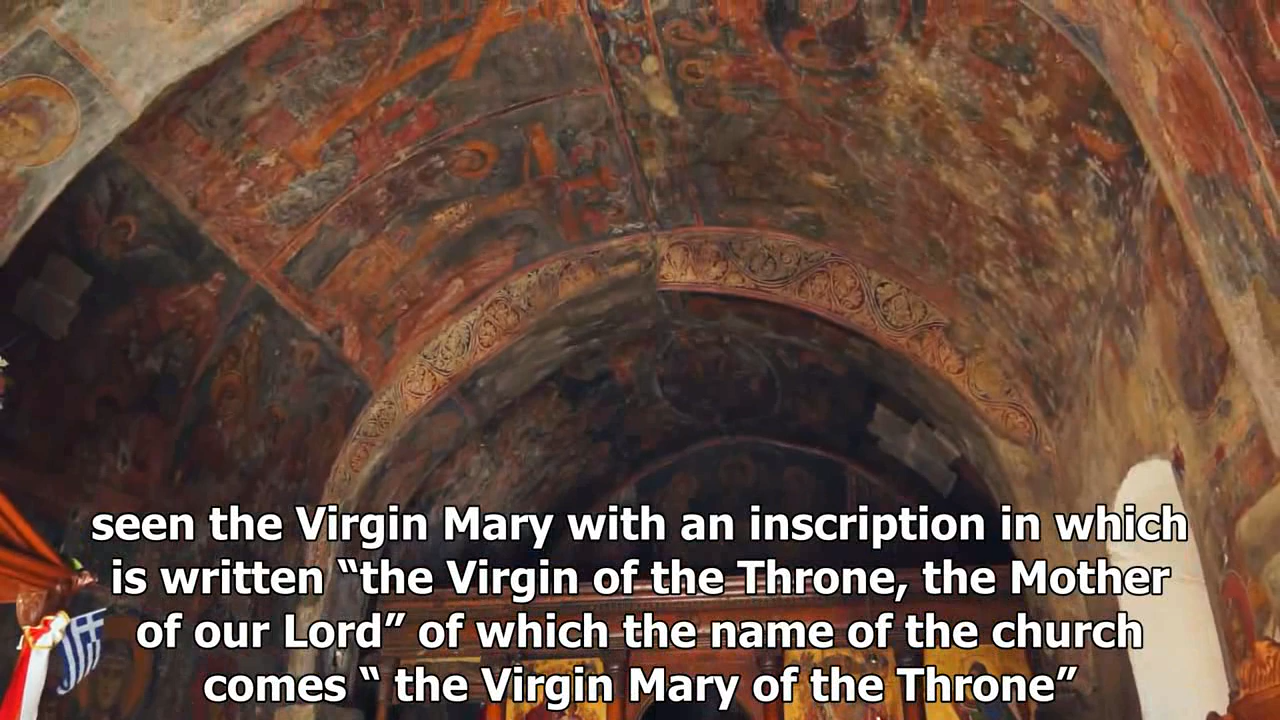 seen the Virgin Mary with an inscription in which
is written “the Virgin of the Throne, the Mother
of our Lord” of which the name of the church
comes “ the Virgin Mary of the Throne”